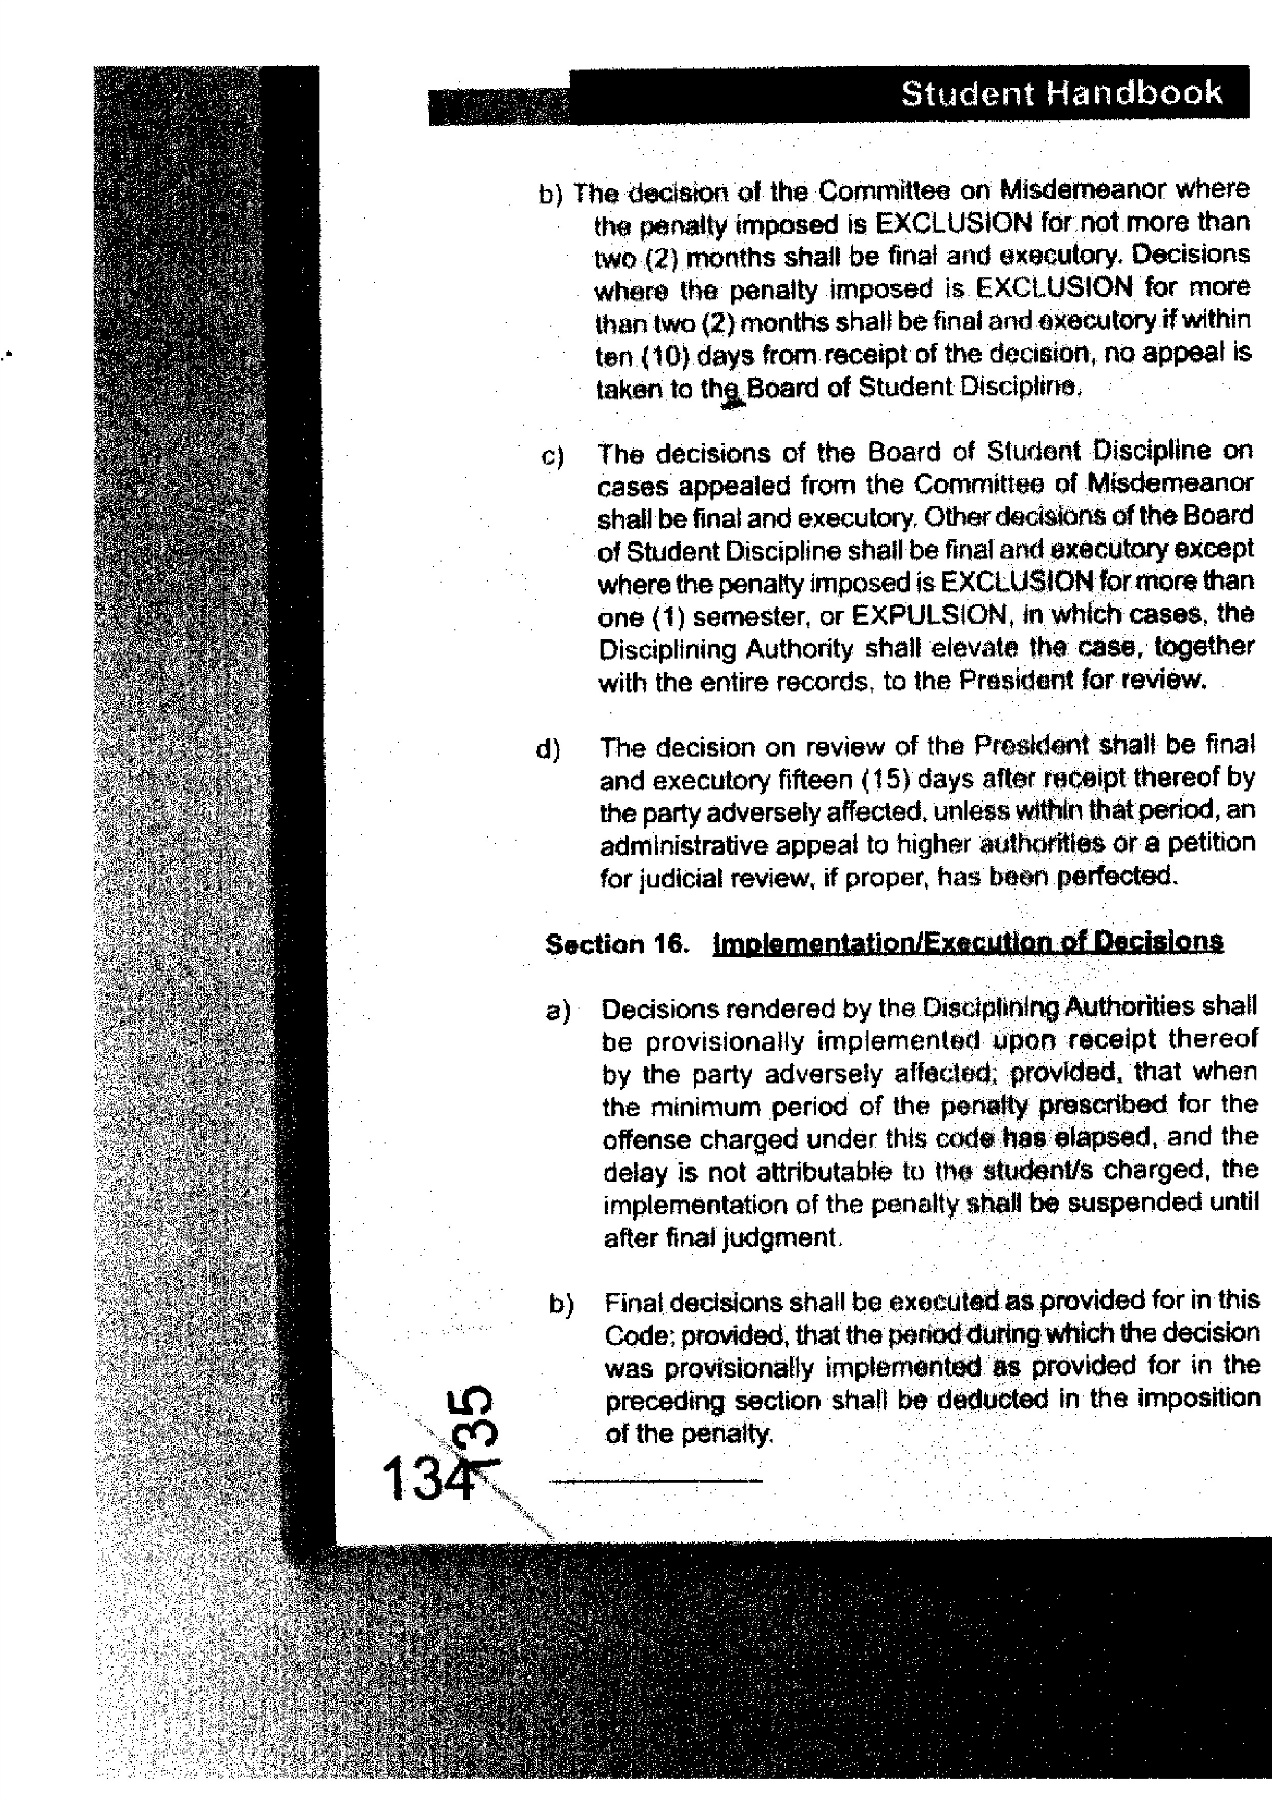 Student Handbook
b) The decision of the Committee on Misdemeanor where
the penalty imposed is EXCLUSION for not more than
two (2) months shall be final and executory. Decisions
where the penalty imposed is EXCLUSION for more
than two (2) months shall be final and executory if within
ten (10) days from receipt of the decision, no appeal is
taken to the Board of Student Discipline.
c) The decisions of the Board of Student Discipline on
cases appealed from the Committee of Misdemeanor
shall be final and executory. Other decisions of the Board
of Student Discipline shall be final and executory except
where the penalty imposed is EXCLUSION for more than
one (1) semester, or EXPULSION, in which cases, the
Disciplining Authority shall elevate the case, together
with the entire records, to the President for review.
d) The decision on review of the President shall be final
and executory fifteen (15) days after receipt thereof by
the party adversely affected, unless within that period, an
administrative appeal to higher authorities or a petition
for judicial review, if proper, has been perfected.
Section 16. Implementation/Execution of Decisions
a) Decisions rendered by the Disciplining Authorities shall
be provisionally implemented upon receipt thereof
by the party adversely affected; provided, that when
the minimum period of the penalty prescribed for the
offense charged under this code has elapsed, and the
delay is not attributable to the student/s charged, the
implementation of the penalty shall be suspended until
after final judgment.
b) Final decisions shall be executed as provided for in this
Code; provided, that the period during which the decision
was provisionally implemented as provided for in the
preceding section shall be deducted in the imposition
of the penalty.
135
134